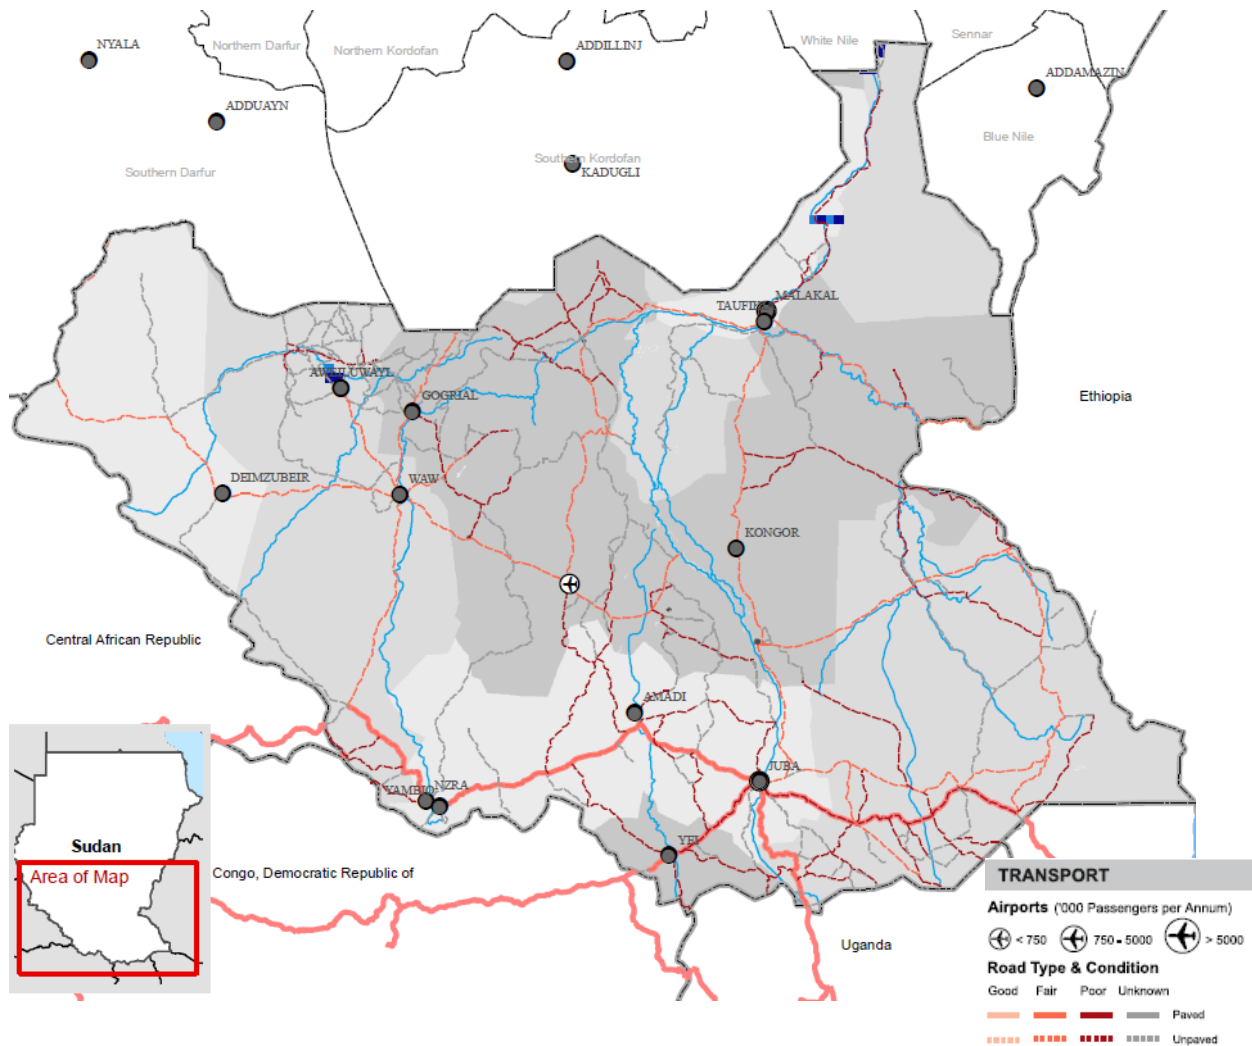 NYALA
Northern Darfur
Northern Kordofan
ADDILLINJ
White Nile
Sennar
ADDAMAZIN
ADDUAYN
Blue Nile
Southern Kordofan
KADUGLI
Southern Darfur
MALAKAL
GOGRIAL
Ethiopia
DEIMZUBEIR
WAW
KONGOR
Central African Republic
AMADI
JUBA
NZRA
YAMBIO
Sudan
Area of Map
Congo, Democratic Republic of
Uganda
TRANSPORT
Airports ('000 Passengers per Annum)
< 750 750 - 5000 > 5000
Road Type & Condition
Good Fair Poor Unknown
Paved
Unpaved